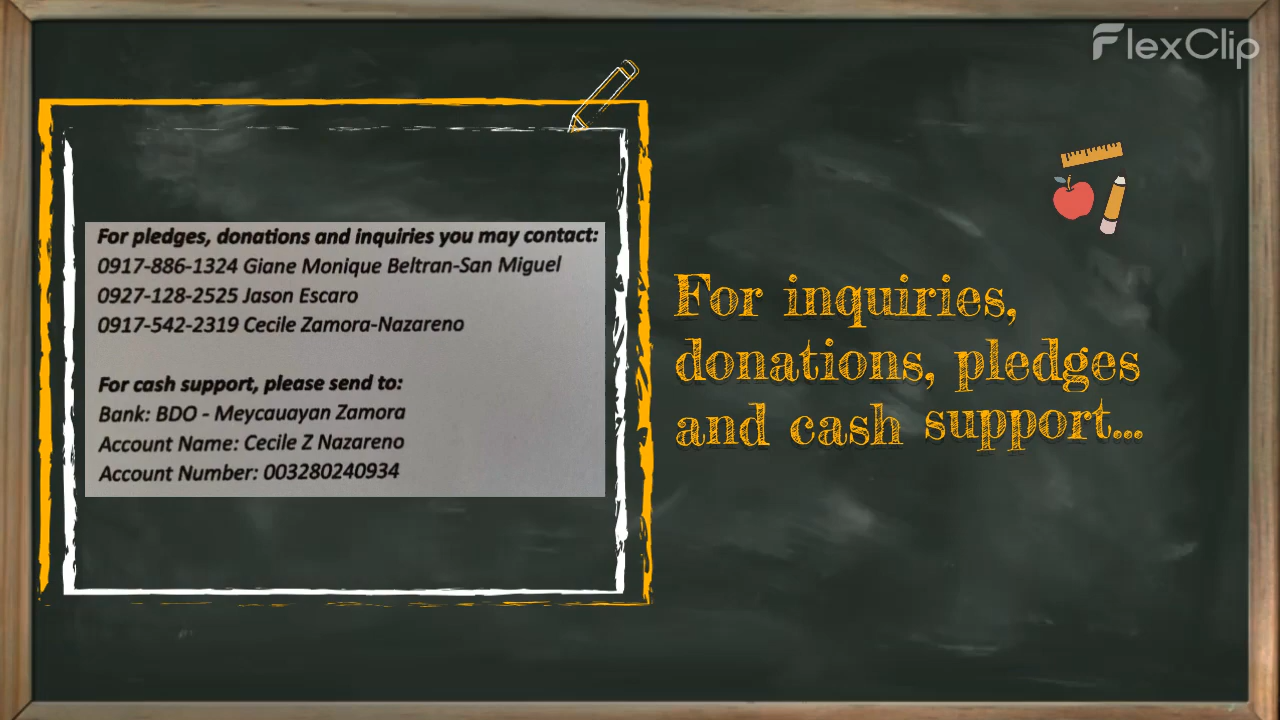 FlexClip
For pledges, donations and inquiries you may contact:
0917-886-1324 Giane Monique Beltran-San Miguel
0927-128-2525 Jason Escaro
0917-542-2319 Cecile Zamora-Nazareno
For cash support, please send to:
Bank: BDO - Meycauayan Zamora
Account Name: Cecile Z Nazareno
Account Number: 003280240934
For inquiries,
donations, pledges
and cash support...